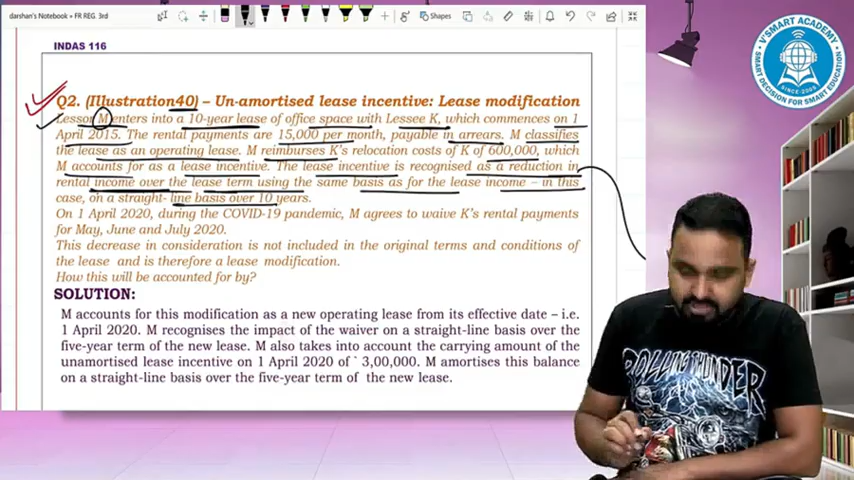 darshan's Notebook » FR REG 3rd
Shapes
INDAS 116
Q2. (Illustration40) – Un-amortised lease incentive: Lease modification
Lessor M enters into a 10-year lease of office space with Lessee K, which commences on 1
April 2015. The rental payments are 15,000 per month, payable in arrears. M classifies
the lease as an operating lease. M reimburses K's relocation costs of K of 600,000, which
M accounts for as a lease incentive. The lease incentive is recognised as a reduction in
rental income over the lease term using the same basis as for the lease income – in this
case, on a straight- line basis over 10 years.
On 1 April 2020, during the COVID-19 pandemic, M agrees to waive K's rental payments
for May, June and July 2020.
This decrease in consideration is not included in the original terms and conditions of
the lease and is therefore a lease modification.
How this will be accounted for by?
SOLUTION:
M accounts for this modification as a new operating lease from its effective date – i.e.
1 April 2020. M recognises the impact of the waiver on a straight-line basis over the
five-year term of the new lease. M also takes into account the carrying amount of the
unamortised lease incentive on 1 April 2020 of ` 3,00,000. M amortises this balance
on a straight-line basis over the five-year term of the new lease.
V'SMART ACADEMY
SINCE-2009
SMART DECISION FOR SMART EDUCATION
ROLLING THUNDER